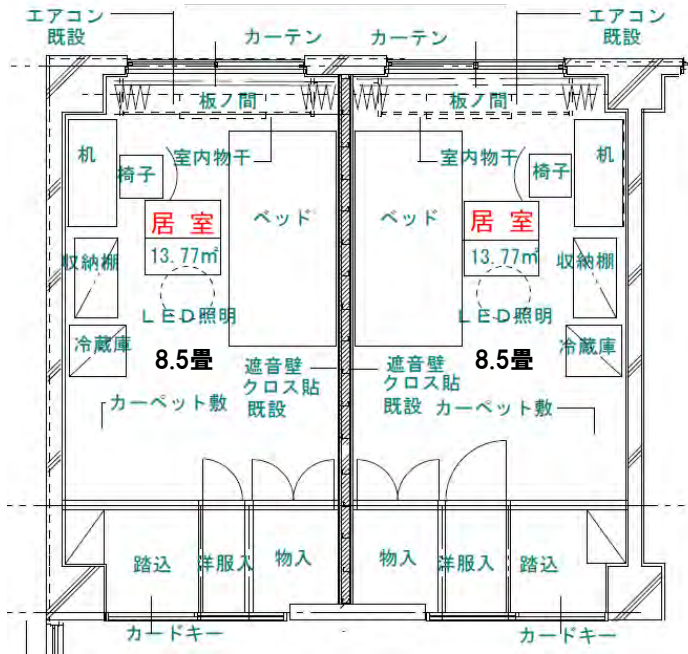 エアコン
既設
カーテン
カーテン
エアコン
既設
板ノ間
板ノ間
机
椅子
室内物干
室内物干
椅子
机
居 室
13.77㎡
ベッド
ベッド
居 室
13.77㎡
収納棚
収納棚
LED照明
LED照明
冷蔵庫
8.5畳
8.5畳
冷蔵庫
遮音壁
クロス貼
既設
遮音壁
クロス貼
既設
カーペット敷
カーペット敷
踏込
洋服入
物入
物入
洋服入
踏込
カードキー
カードキー